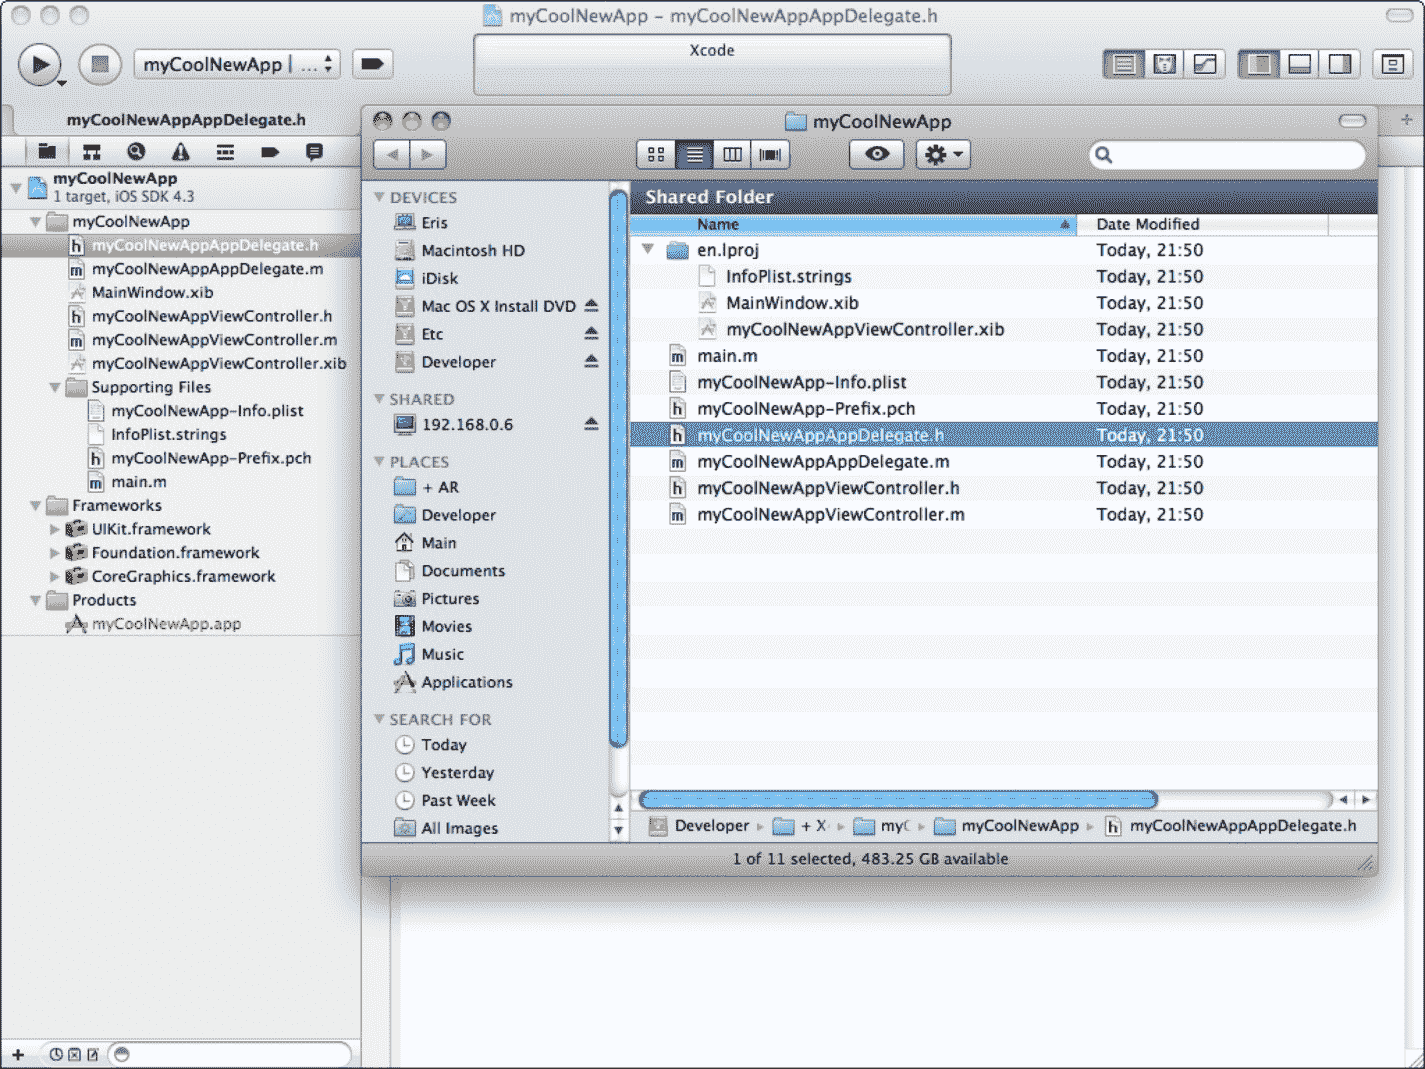 myCoolNewApp – myCoolNewAppAppDelegate.h
myCoolNewApp | ...
Xcode
myCoolNewAppAppDelegate.h
myCoolNewApp
1 target, iOS SDK 4.3
myCoolNewApp
myCoolNewAppAppDelegate.h
myCoolNewAppAppDelegate.m
MainWindow.xib
myCoolNewAppViewController.h
myCoolNewAppViewController.m
myCoolNewAppViewController.xib
Supporting Files
myCoolNewApp-Info.plist
InfoPlist.strings
myCoolNewApp-Prefix.pch
main.m
Frameworks
UIKit.framework
Foundation.framework
CoreGraphics.framework
Products
myCoolNewApp.app
myCoolNewApp
DEVICES
Eris
Macintosh HD
iDisk
Mac OS X Install DVD
Etc
Developer
SHARED
192.168.0.6
PLACES
+ AR
Developer
Main
Documents
Pictures
Movies
Music
Applications
SEARCH FOR
Today
Yesterday
Past Week
All Images
Shared Folder
Name Date Modified
en.lproj Today, 21:50
InfoPlist.strings Today, 21:50
MainWindow.xib Today, 21:50
myCoolNewAppViewController.xib Today, 21:50
main.m Today, 21:50
myCoolNewApp-Info.plist Today, 21:50
myCoolNewApp-Prefix.pch Today, 21:50
myCoolNewAppAppDelegate.h Today, 21:50
myCoolNewAppAppDelegate.m Today, 21:50
myCoolNewAppViewController.h Today, 21:50
myCoolNewAppViewController.m Today, 21:50
Developer + X myC myCoolNewApp myCoolNewAppAppDelegate.h
1 of 11 selected, 483.25 GB available